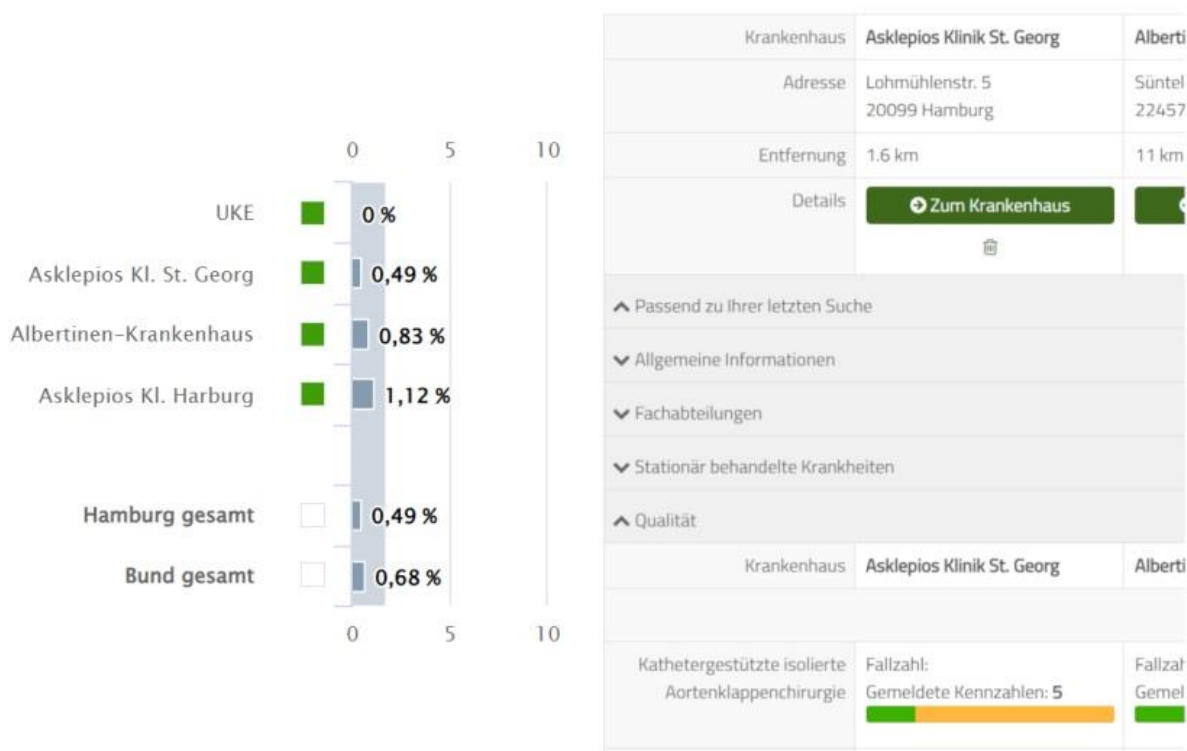 0 5 10
UKE 0 %
Asklepios Kl. St. Georg 0,49 %
Albertinen-Krankenhaus 0,83 %
Asklepios Kl. Harburg 1,12 %
Hamburg gesamt 0,49 %
Bund gesamt 0,68 %
0 5 10
Krankenhaus Asklepios Klinik St. Georg Alberti
Adresse Lohmühlenstr. 5 Süntel
20099 Hamburg 22457
Entfernung 1.6 km 11 km
Details Zum Krankenhaus
Passend zu Ihrer letzten Suche
Allgemeine Informationen
Fachabteilungen
Stationär behandelte Krankheiten
Qualität
Krankenhaus Asklepios Klinik St. Georg Alberti
Kathetergestützte isolierte Fallzahl: Fallzah
Aortenklappenchirurgie Gemeldete Kennzahlen: 5 Gemel